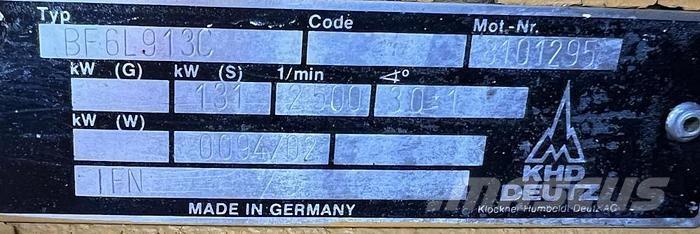 Typ Code Mot.-Nr.
BF6L913C 8101295
kW (G) kW (S) 1/min ∢°
131 2500 30±1
kW (W)
0094/02
IFN
KHD
DEUTZ
Klöckner-Humboldt-Deutz AG
MADE IN GERMANY